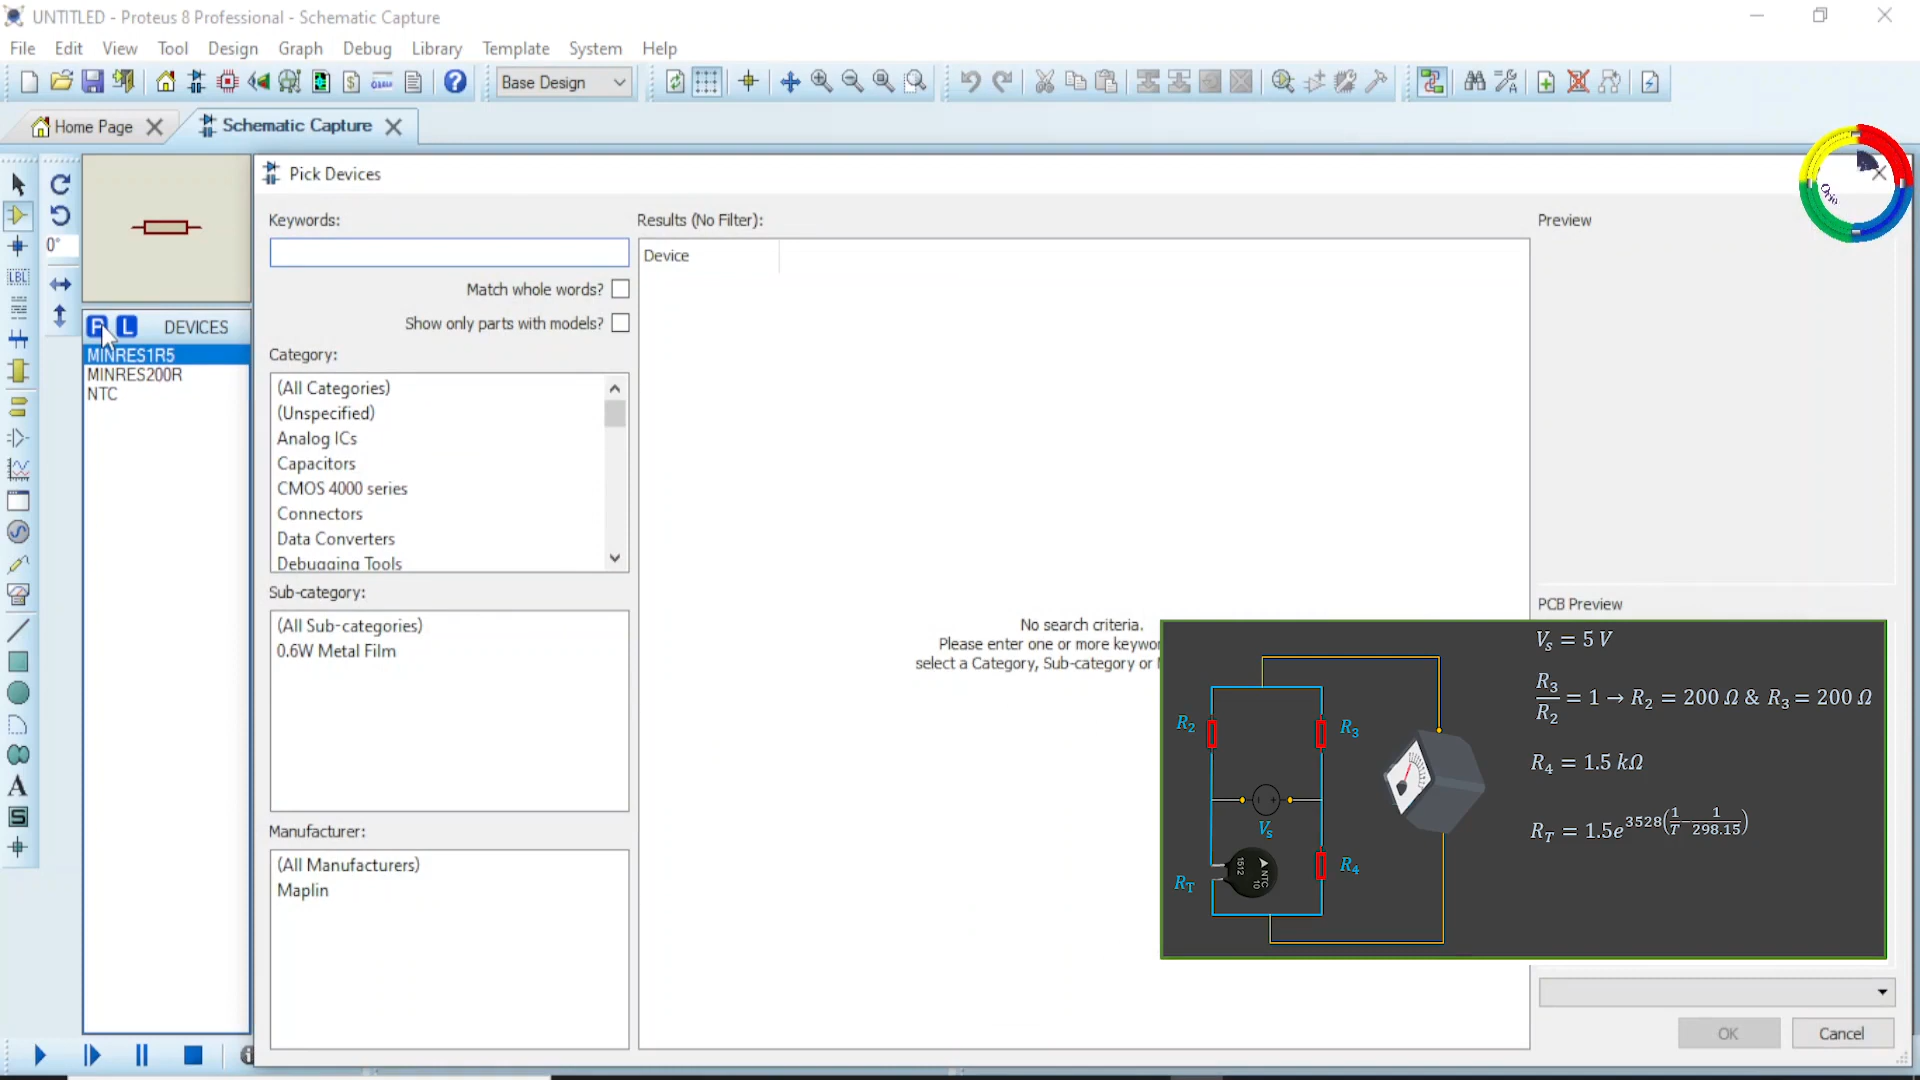 UNTITLED - Proteus 8 Professional - Schematic Capture
File Edit View Tool Design Graph Debug Library Template System Help
Base Design
Home Page
Schematic Capture
Pick Devices
Keywords:
Results (No Filter):
Preview
0°
Device
LBL
Match whole words?
Show only parts with models?
P L DEVICES
MINRES1R5
MINRES200R
NTC
Category:
(All Categories)
(Unspecified)
Analog ICs
Capacitors
CMOS 4000 series
Connectors
Data Converters
Debugging Tools
Sub-category:
(All Sub-categories)
0.6W Metal Film
Manufacturer:
(All Manufacturers)
Maplin
No search criteria.
Please enter one or more keywo
select a Category, Sub-category or
PCB Preview
R2
R3
Vs
RT
R4
NTC
10
1512
Vs = 5 V
R3/R2 = 1 → R2 = 200 Ω & R3 = 200 Ω
R4 = 1.5 kΩ
RT = 1.5e^3528(1/T − 1/298.15)
A
S
OK
Cancel